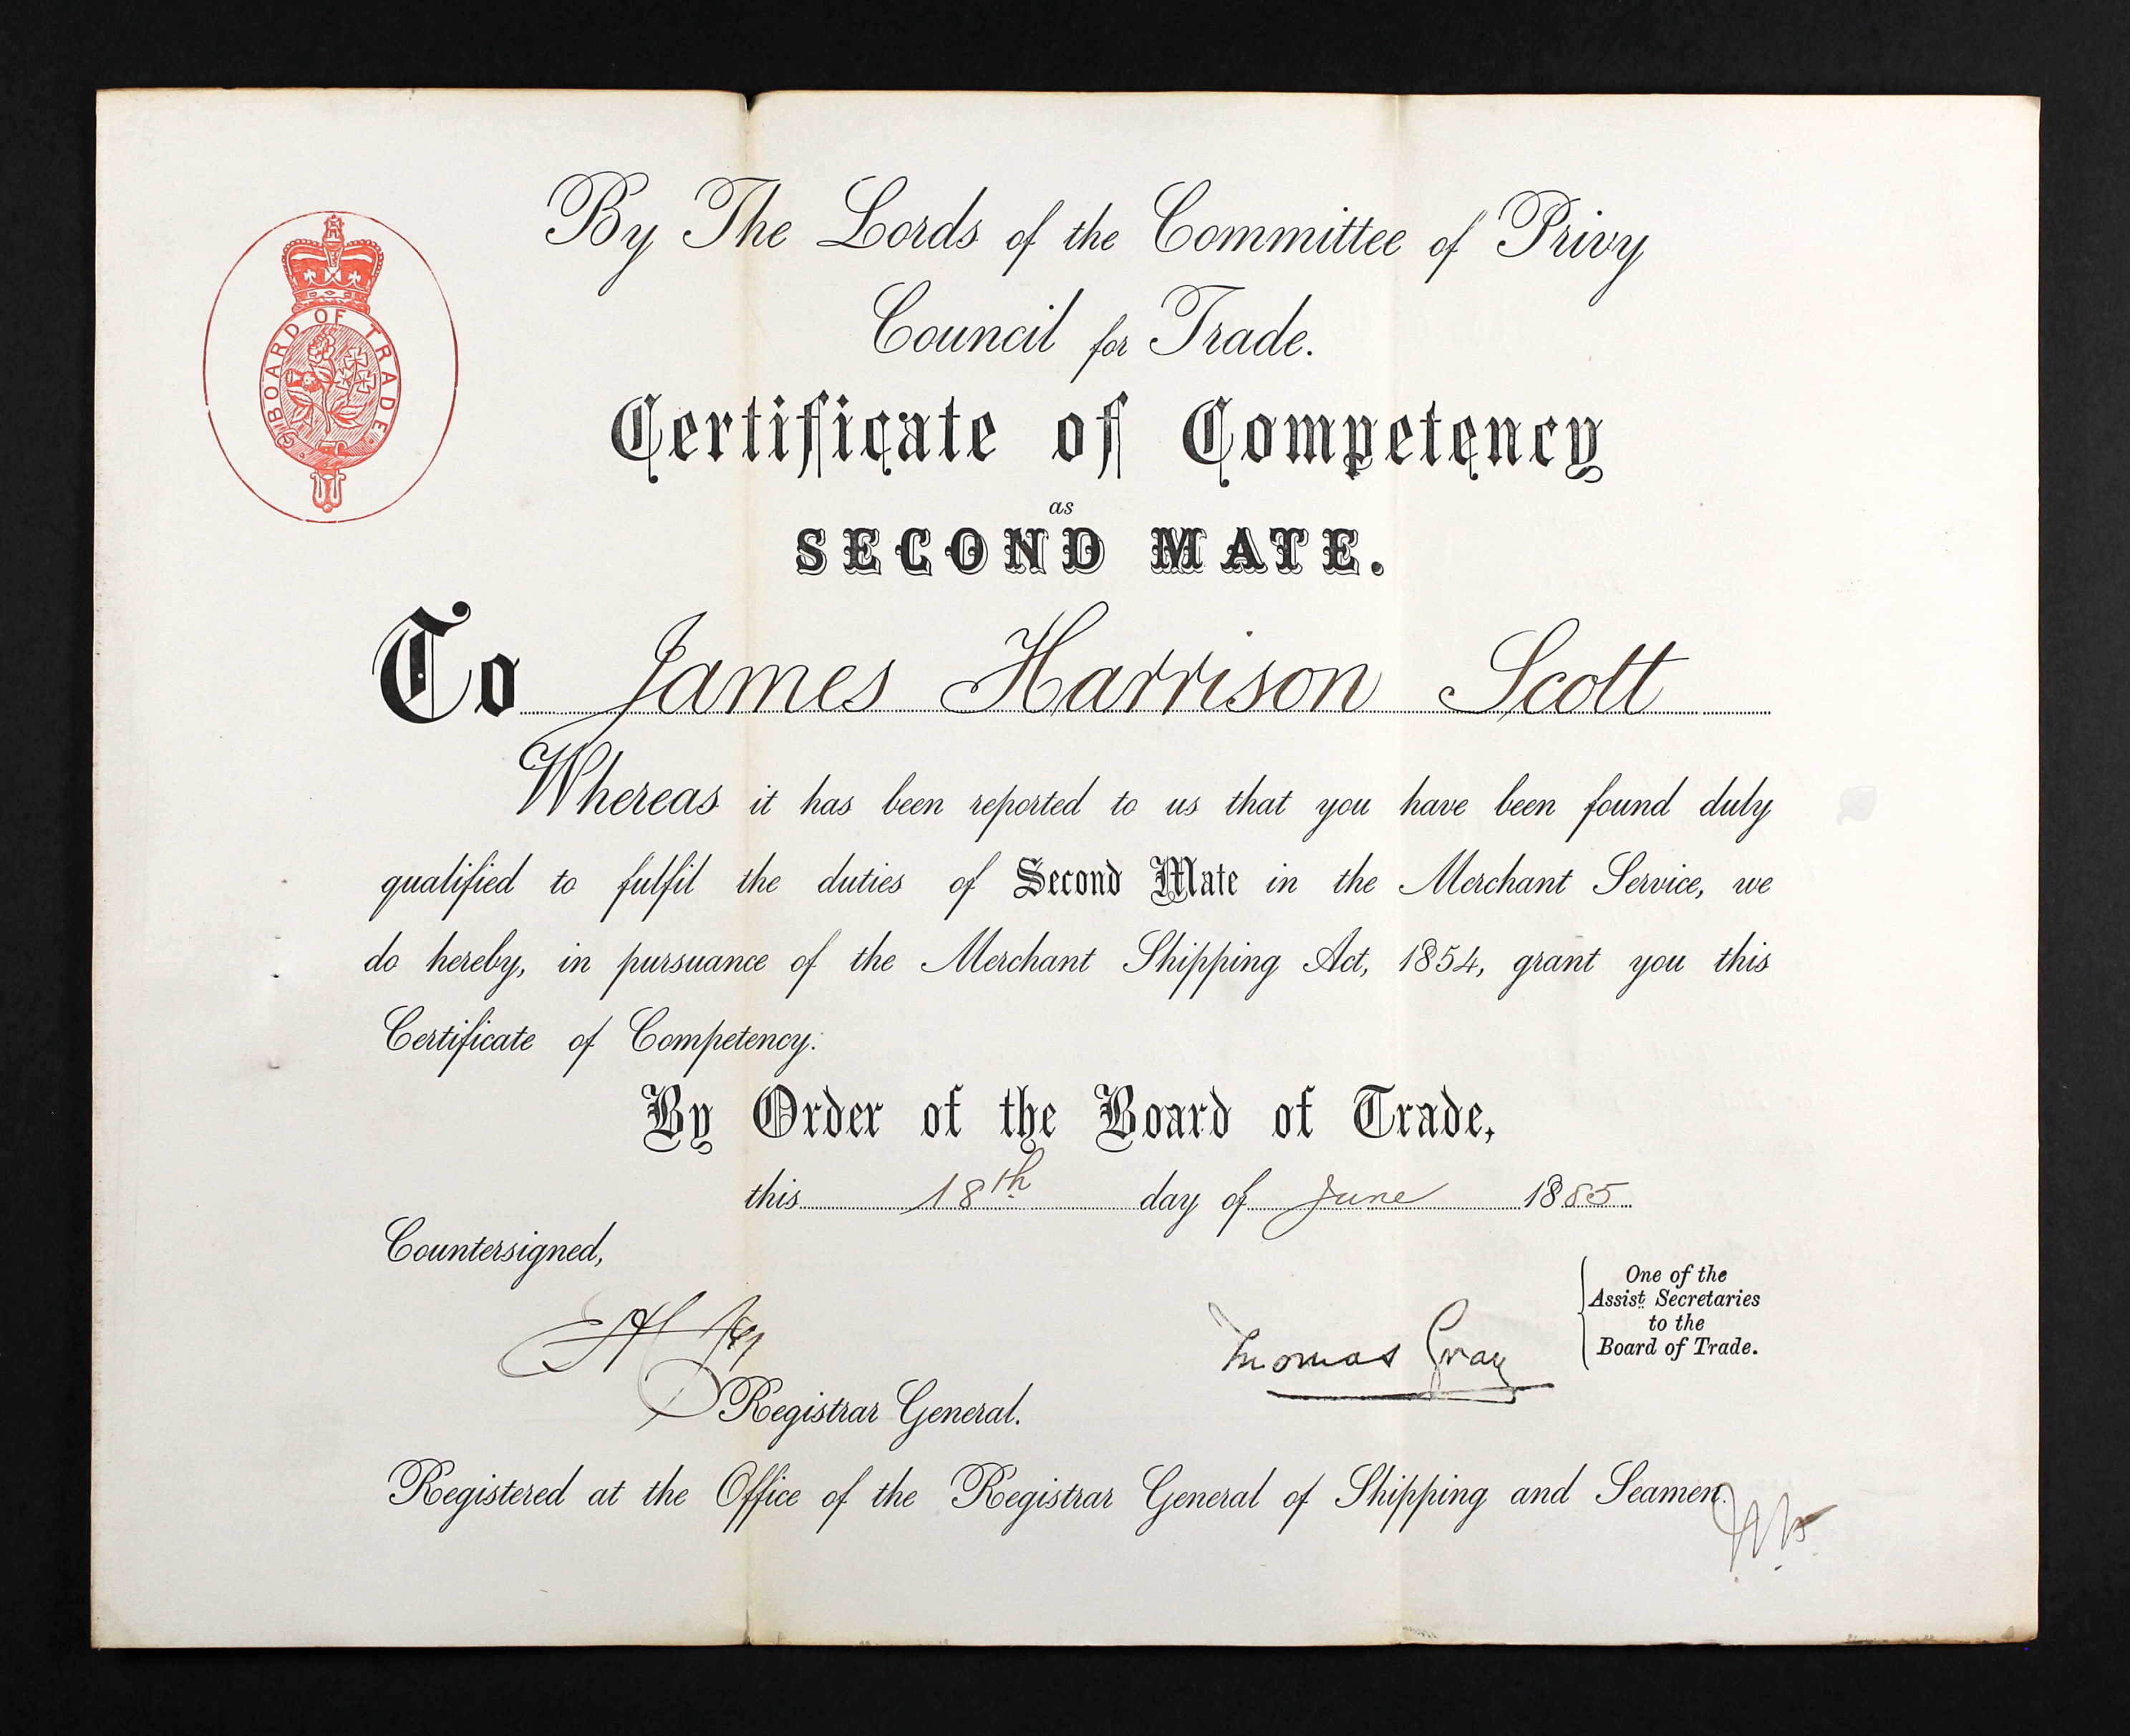 By The Lords of the Committee of Privy
Council for Trade.
BOARD OF TRADE
Certificate of Competency
as
SECOND MATE.
To James Harrison Scott
Whereas it has been reported to us that you have been found duly
qualified to fulfil the duties of Second Mate in the Merchant Service, we
do hereby, in pursuance of the Merchant Shipping Act, 1854, grant you this
Certificate of Competency.
By Order of the Board of Trade,
this 18th day of June 1885
Countersigned,
One of the
Assist. Secretaries
to the
Board of Trade.
Thomas Gray
Registrar General.
Registered at the Office of the Registrar General of Shipping and Seamen.